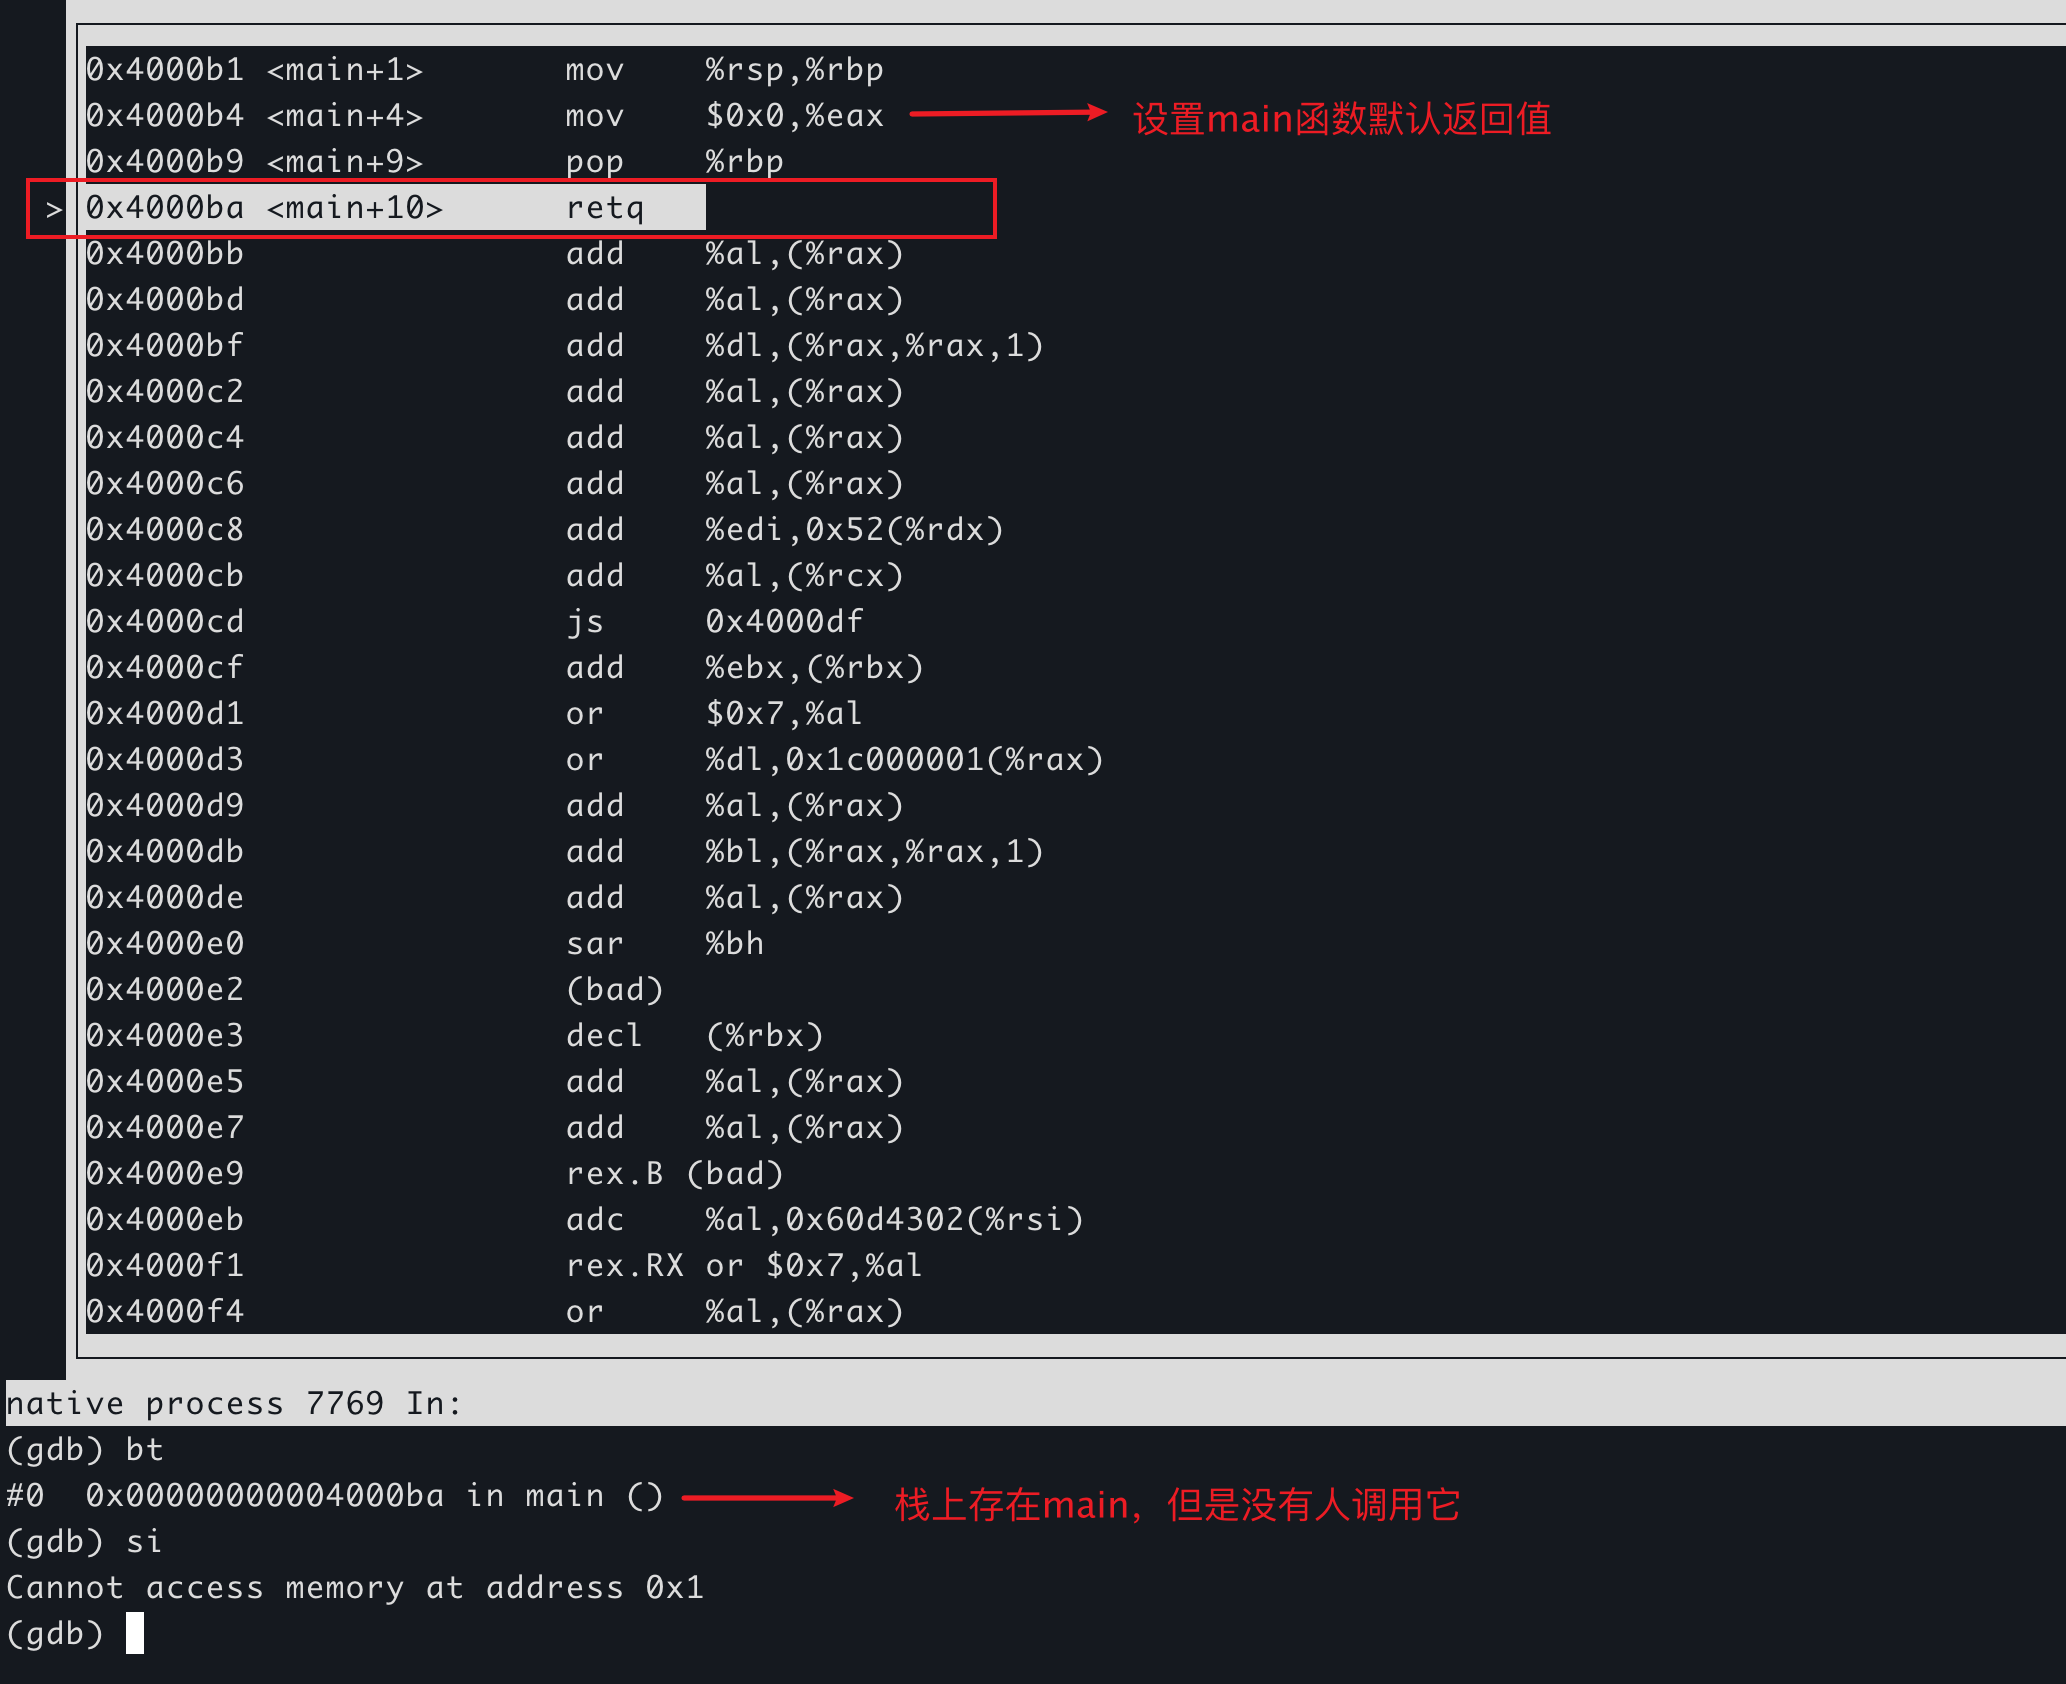 0x4000b1 <main+1> mov %rsp,%rbp
0x4000b4 <main+4> mov $0x0,%eax 设置main函数默认返回值
0x4000b9 <main+9> pop %rbp
> 0x4000ba <main+10> retq
0x4000bb add %al,(%rax)
0x4000bd add %al,(%rax)
0x4000bf add %dl,(%rax,%rax,1)
0x4000c2 add %al,(%rax)
0x4000c4 add %al,(%rax)
0x4000c6 add %al,(%rax)
0x4000c8 add %edi,0x52(%rdx)
0x4000cb add %al,(%rcx)
0x4000cd js 0x4000df
0x4000cf add %ebx,(%rbx)
0x4000d1 or $0x7,%al
0x4000d3 or %dl,0x1c000001(%rax)
0x4000d9 add %al,(%rax)
0x4000db add %bl,(%rax,%rax,1)
0x4000de add %al,(%rax)
0x4000e0 sar %bh
0x4000e2 (bad)
0x4000e3 decl (%rbx)
0x4000e5 add %al,(%rax)
0x4000e7 add %al,(%rax)
0x4000e9 rex.B (bad)
0x4000eb adc %al,0x60d4302(%rsi)
0x4000f1 rex.RX or $0x7,%al
0x4000f4 or %al,(%rax)
native process 7769 In:
(gdb) bt
#0 0x00000000004000ba in main () 栈上存在main，但是没有人调用它
(gdb) si
Cannot access memory at address 0x1
(gdb)